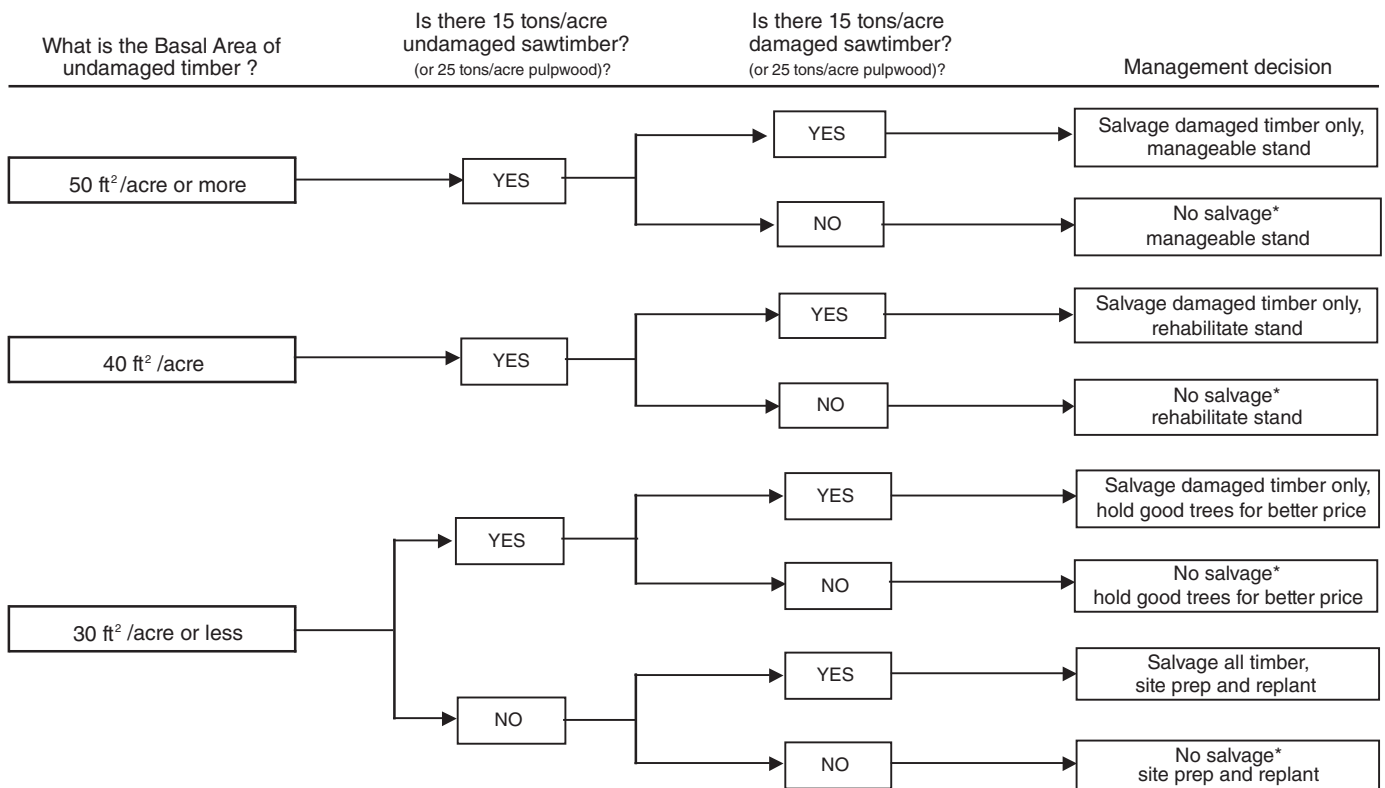 What is the Basal Area of
undamaged timber ?
Is there 15 tons/acre
undamaged sawtimber?
(or 25 tons/acre pulpwood)?
Is there 15 tons/acre
damaged sawtimber?
(or 25 tons/acre pulpwood)?
Management decision
50 ft² /acre or more
YES
YES
Salvage damaged timber only,
manageable stand
NO
No salvage*
manageable stand
40 ft² /acre
YES
YES
Salvage damaged timber only,
rehabilitate stand
NO
No salvage*
rehabilitate stand
30 ft² /acre or less
YES
YES
Salvage damaged timber only,
hold good trees for better price
NO
No salvage*
hold good trees for better price
NO
YES
Salvage all timber,
site prep and replant
NO
No salvage*
site prep and replant